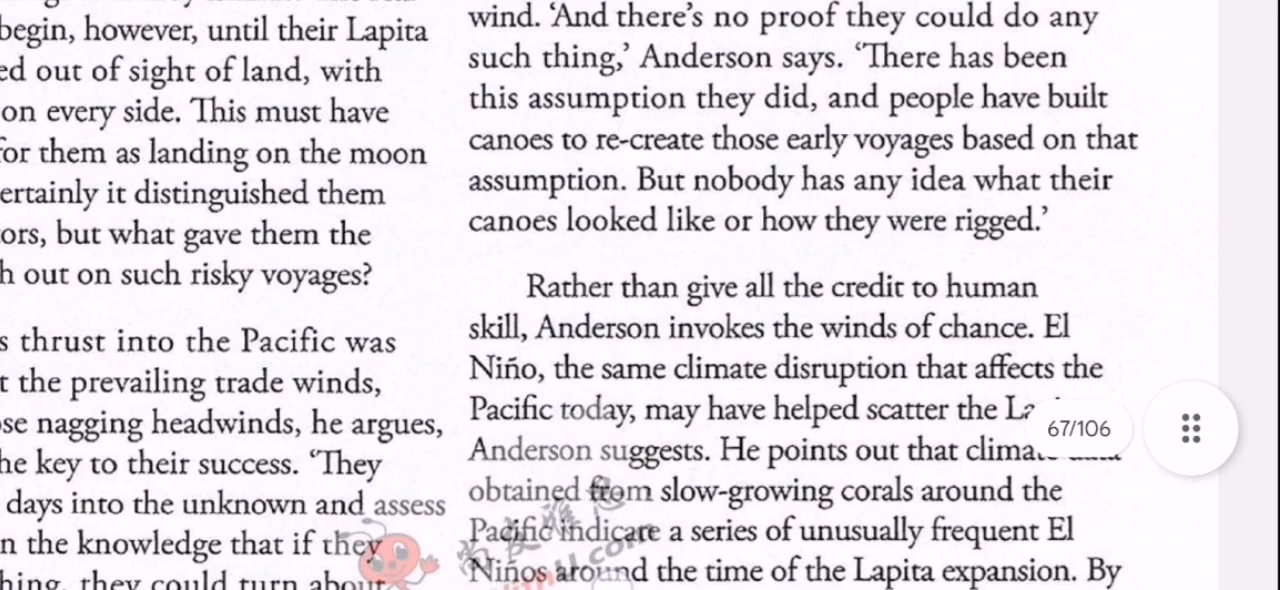 begin, however, until their Lapita
out of sight of land, with
on every side. This must have
for them as landing on the moon
it distinguished them
but what gave them the
out on such risky voyages?
thrust into the Pacific was
the prevailing trade winds,
nagging headwinds, he argues,
key to their success. ‘They
days into the unknown and assess
the knowledge that if they
they could turn about
wind. ‘And there’s no proof they could do any
such thing,’ Anderson says. ‘There has been
this assumption they did, and people have built
canoes to re-create those early voyages based on that
assumption. But nobody has any idea what their
canoes looked like or how they were rigged.’
Rather than give all the credit to human
skill, Anderson invokes the winds of chance. El
Niño, the same climate disruption that affects the
Pacific today, may have helped scatter the
Anderson suggests. He points out that
obtained from slow-growing corals around the
Pacific indicate a series of unusually frequent El
Niños around the time of the Lapita expansion. By
67/106